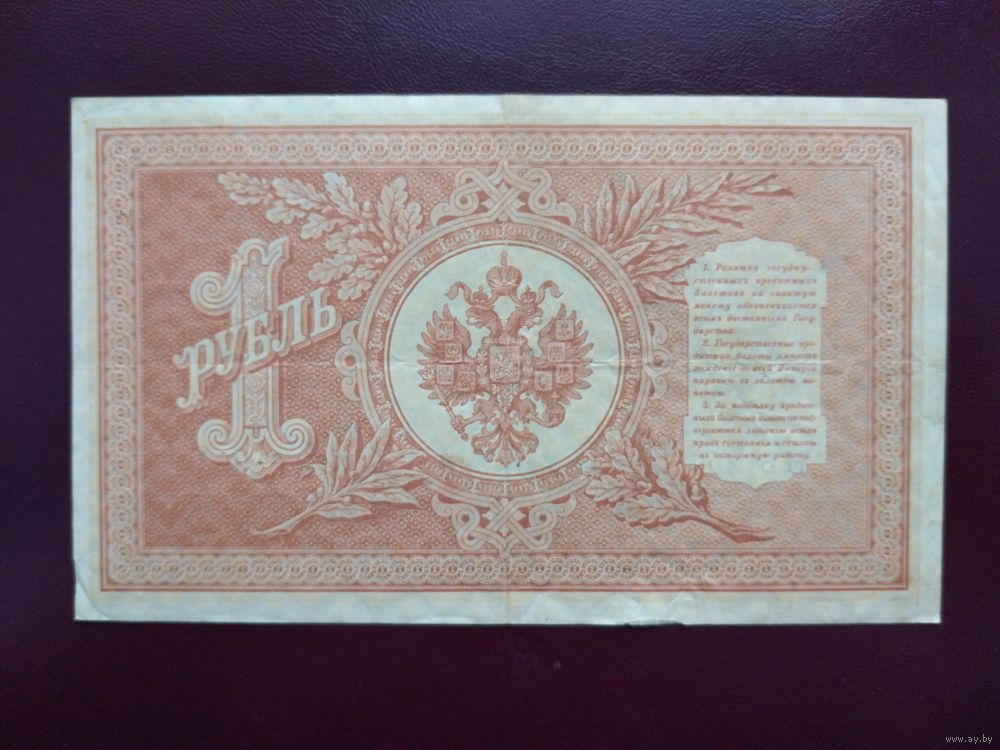 1
РУБЛЬ
1. Размѣнъ государ-
ственныхъ кредитныхъ
билетовъ на золотую
монету обезпечивается
всѣмъ достояніемъ Госу-
дарства.
2. Государственные кре-
дитные билеты имѣютъ
хожденіе во всей Имперіи
наравнѣ съ золотою мо-
нетою.
3. За поддѣлку кредит-
ныхъ билетовъ виновные под-
вергаются лишенію всѣхъ
правъ состоянія и ссылкѣ
въ каторжную работу.
www.ay.by